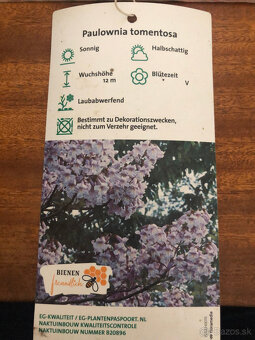 Paulownia tomentosa
Sonnig
Halbschattig
Wuchshöhe
12 m
Blütezeit
V
Laubabwerfend
Bestimmt zu Dekorationszwecken,
nicht zum Verzehr geeignet.
BIENEN
freundlich
EG-KWALITEIT / EG-PLANTENPASPOORT. NL
NAKTUINBOUW KWALITEITSCONTROLE
NAKTUINBOUW NUMMER 820896